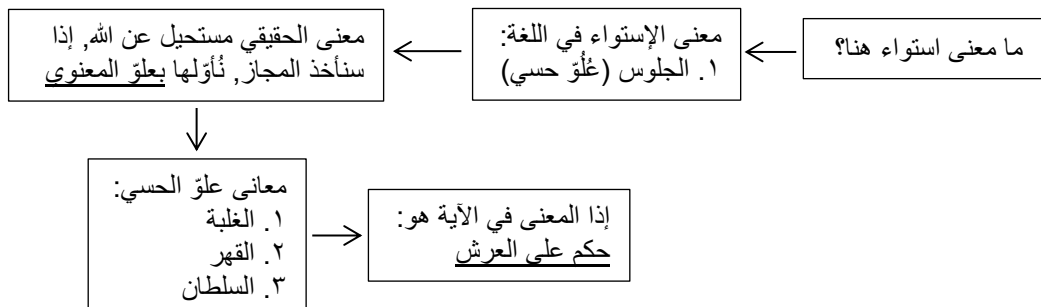 ما معنى استواء هنا؟
معنى الإستواء في اللغة:
١. الجلوس (عُلُوّ حسي)
معنى الحقيقي مستحيل عن الله, إذا
سنأخذ المجاز, نُأوّلها بعلوّ المعنوي
معانى علوّ الحسي:
١. الغلبة
٢. القهر
٣. السلطان
إذا المعنى في الآية هو:
حكم على العرش